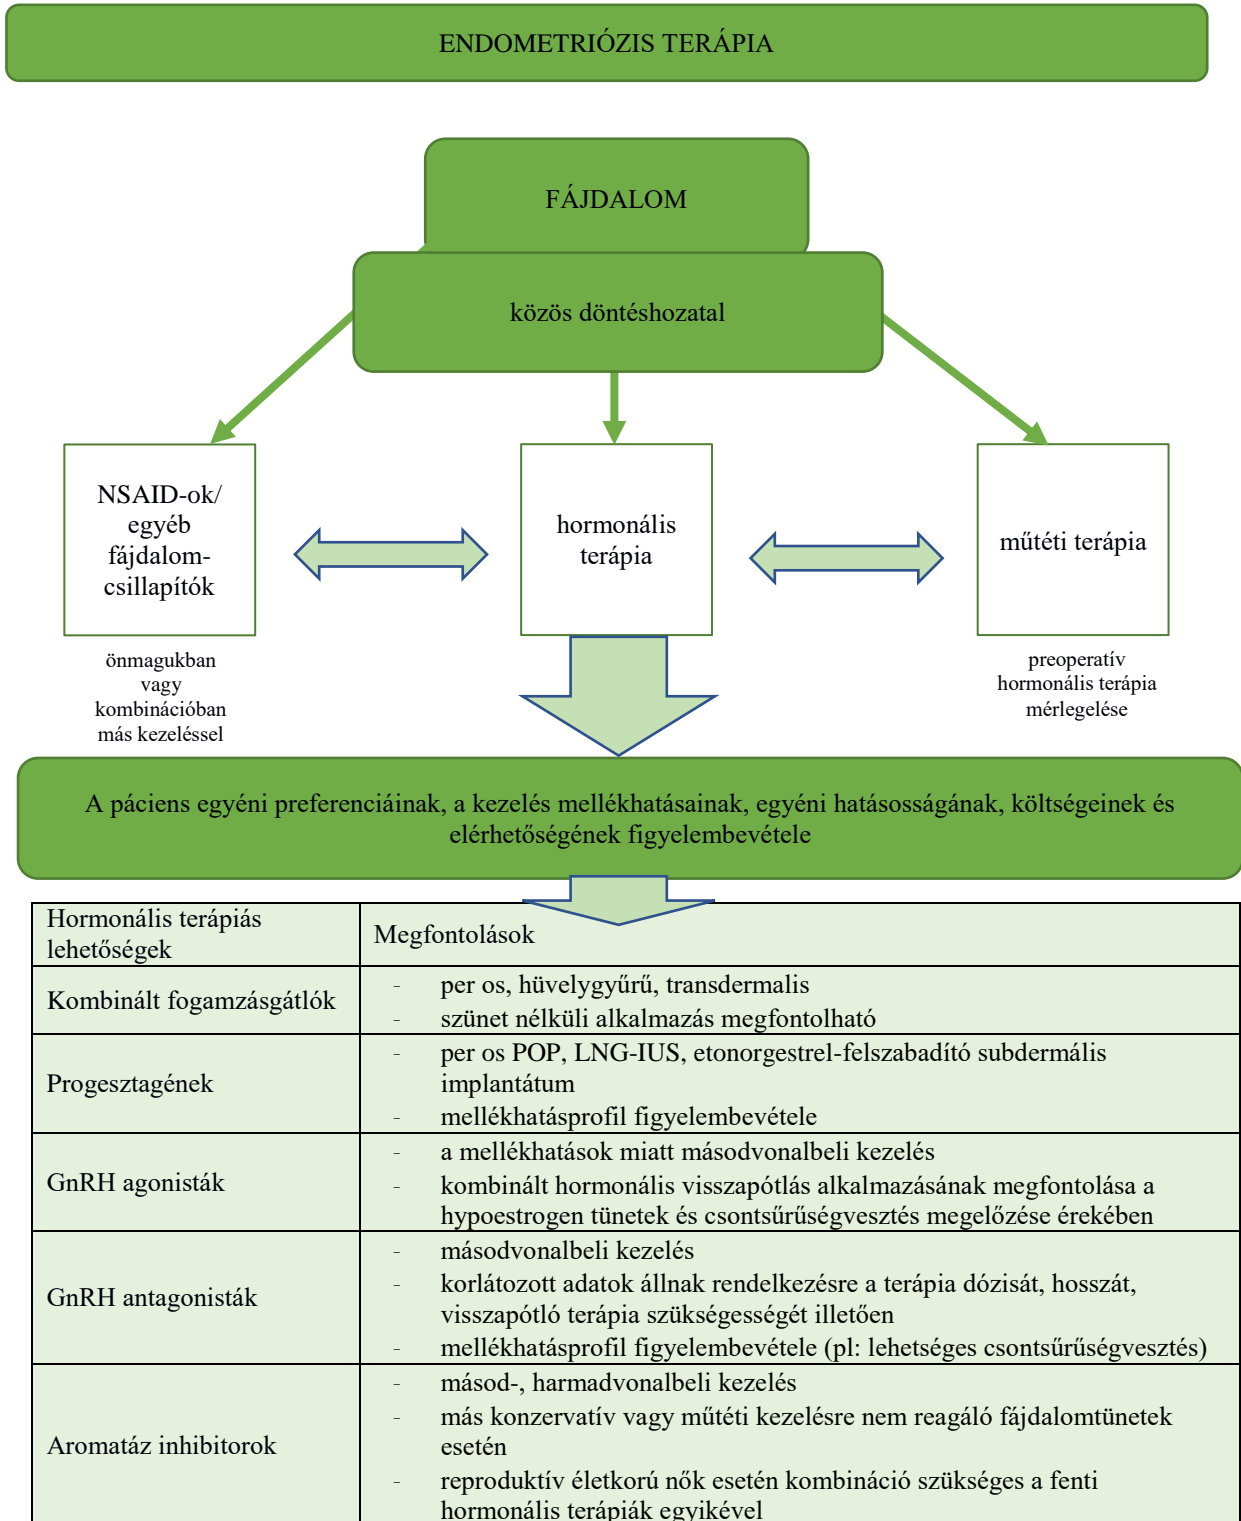 ENDOMETRIÓZIS TERÁPIA
FÁJDALOM
közös döntéshozatal
NSAID-ok/
egyéb
fájdalom-
csillapítók
hormonális
terápia
műtéti terápia
önmagukban
vagy
kombinációban
más kezeléssel
preoperatív
hormonális terápia
mérlegelése
A páciens egyéni preferenciáinak, a kezelés mellékhatásainak, egyéni hatásosságának, költségeinek és
elérhetőségének figyelembevétele
Hormonális terápiás
lehetőségek
Megfontolások
Kombinált fogamzásgátlók
- per os, hüvelygyűrű, transdermalis
- szünet nélküli alkalmazás megfontolható
Progesztagének
- per os POP, LNG-IUS, etonorgestrel-felszabadító subdermális
implantátum
- mellékhatásprofil figyelembevétele
GnRH agonisták
- a mellékhatások miatt másodvonalbeli kezelés
- kombinált hormonális visszapótlás alkalmazásának megfontolása a
hypoestrogen tünetek és csontsűrűségvesztés megelőzése érekében
GnRH antagonisták
- másodvonalbeli kezelés
- korlátozott adatok állnak rendelkezésre a terápia dózisát, hosszát,
visszapótló terápia szükségességét illetően
- mellékhatásprofil figyelembevétele (pl: lehetséges csontsűrűségvesztés)
Aromatáz inhibitorok
- másod-, harmadvonalbeli kezelés
- más konzervatív vagy műtéti kezelésre nem reagáló fájdalomtünetek
esetén
- reproduktív életkorú nők esetén kombináció szükséges a fenti
hormonális terápiák egyikével